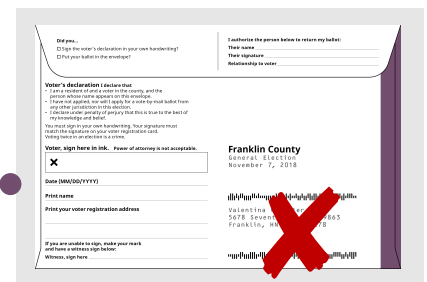 Did you...
Sign the voter's declaration in your own handwriting?
Put your ballot in the envelope?
I authorize the person below to return my ballot:
Their name
Their signature
Relationship to voter
Voter's declaration I declare that
• I am a resident of and a voter in the county, and the
person whose name appears on this envelope.
• I have not applied, nor will I apply for a vote-by-mail ballot from
any other jurisdiction in this election.
• I declare under penalty of perjury that this is true to the best of
my knowledge and belief.
You must sign in your own handwriting. Your signature must
match the signature on your voter registration card.
Voting twice in an election is a crime.
Voter, sign here in ink. Power of attorney is not acceptable.
Date (MM/DD/YYYY)
Print name
Print your voter registration address
If you are unable to sign, make your mark
and have a witness sign below:
Witness, sign here
Franklin County
General Election
November 7, 2018
Valentina
5678
Franklin,